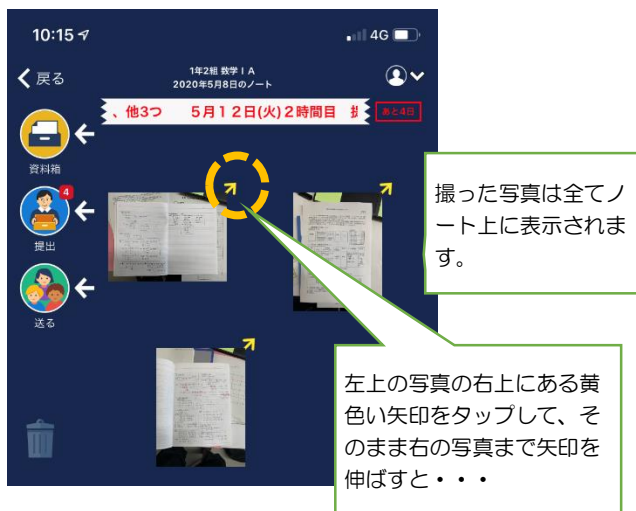 10:15
4G
戻る
1年2組 数学ⅠA
2020年5月8日のノート
、他3つ 5月12日(火)2時間目 提
あと4日
資料箱
4
提出
送る
撮った写真は全てノ
ート上に表示されま
す。
左上の写真の右上にある黄
色い矢印をタップして、そ
のまま右の写真まで矢印を
伸ばすと・・・